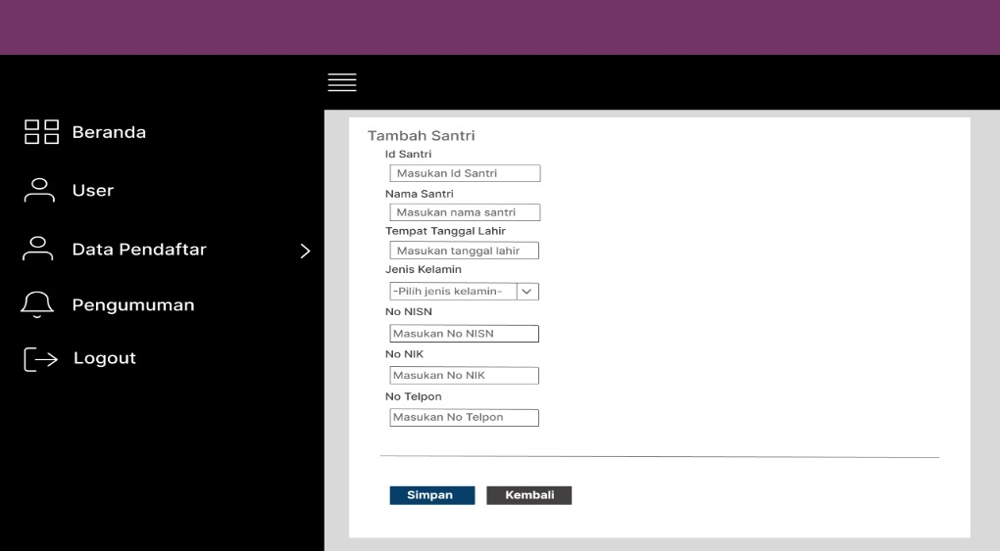 Beranda
User
Data Pendaftar
Pengumuman
Logout
Tambah Santri
Id Santri
Masukan Id Santri
Nama Santri
Masukan nama santri
Tempat Tanggal Lahir
Masukan tanggal lahir
Jenis Kelamin
-Pilih jenis kelamin-
No NISN
Masukan No NISN
No NIK
Masukan No NIK
No Telpon
Masukan No Telpon
Simpan Kembali